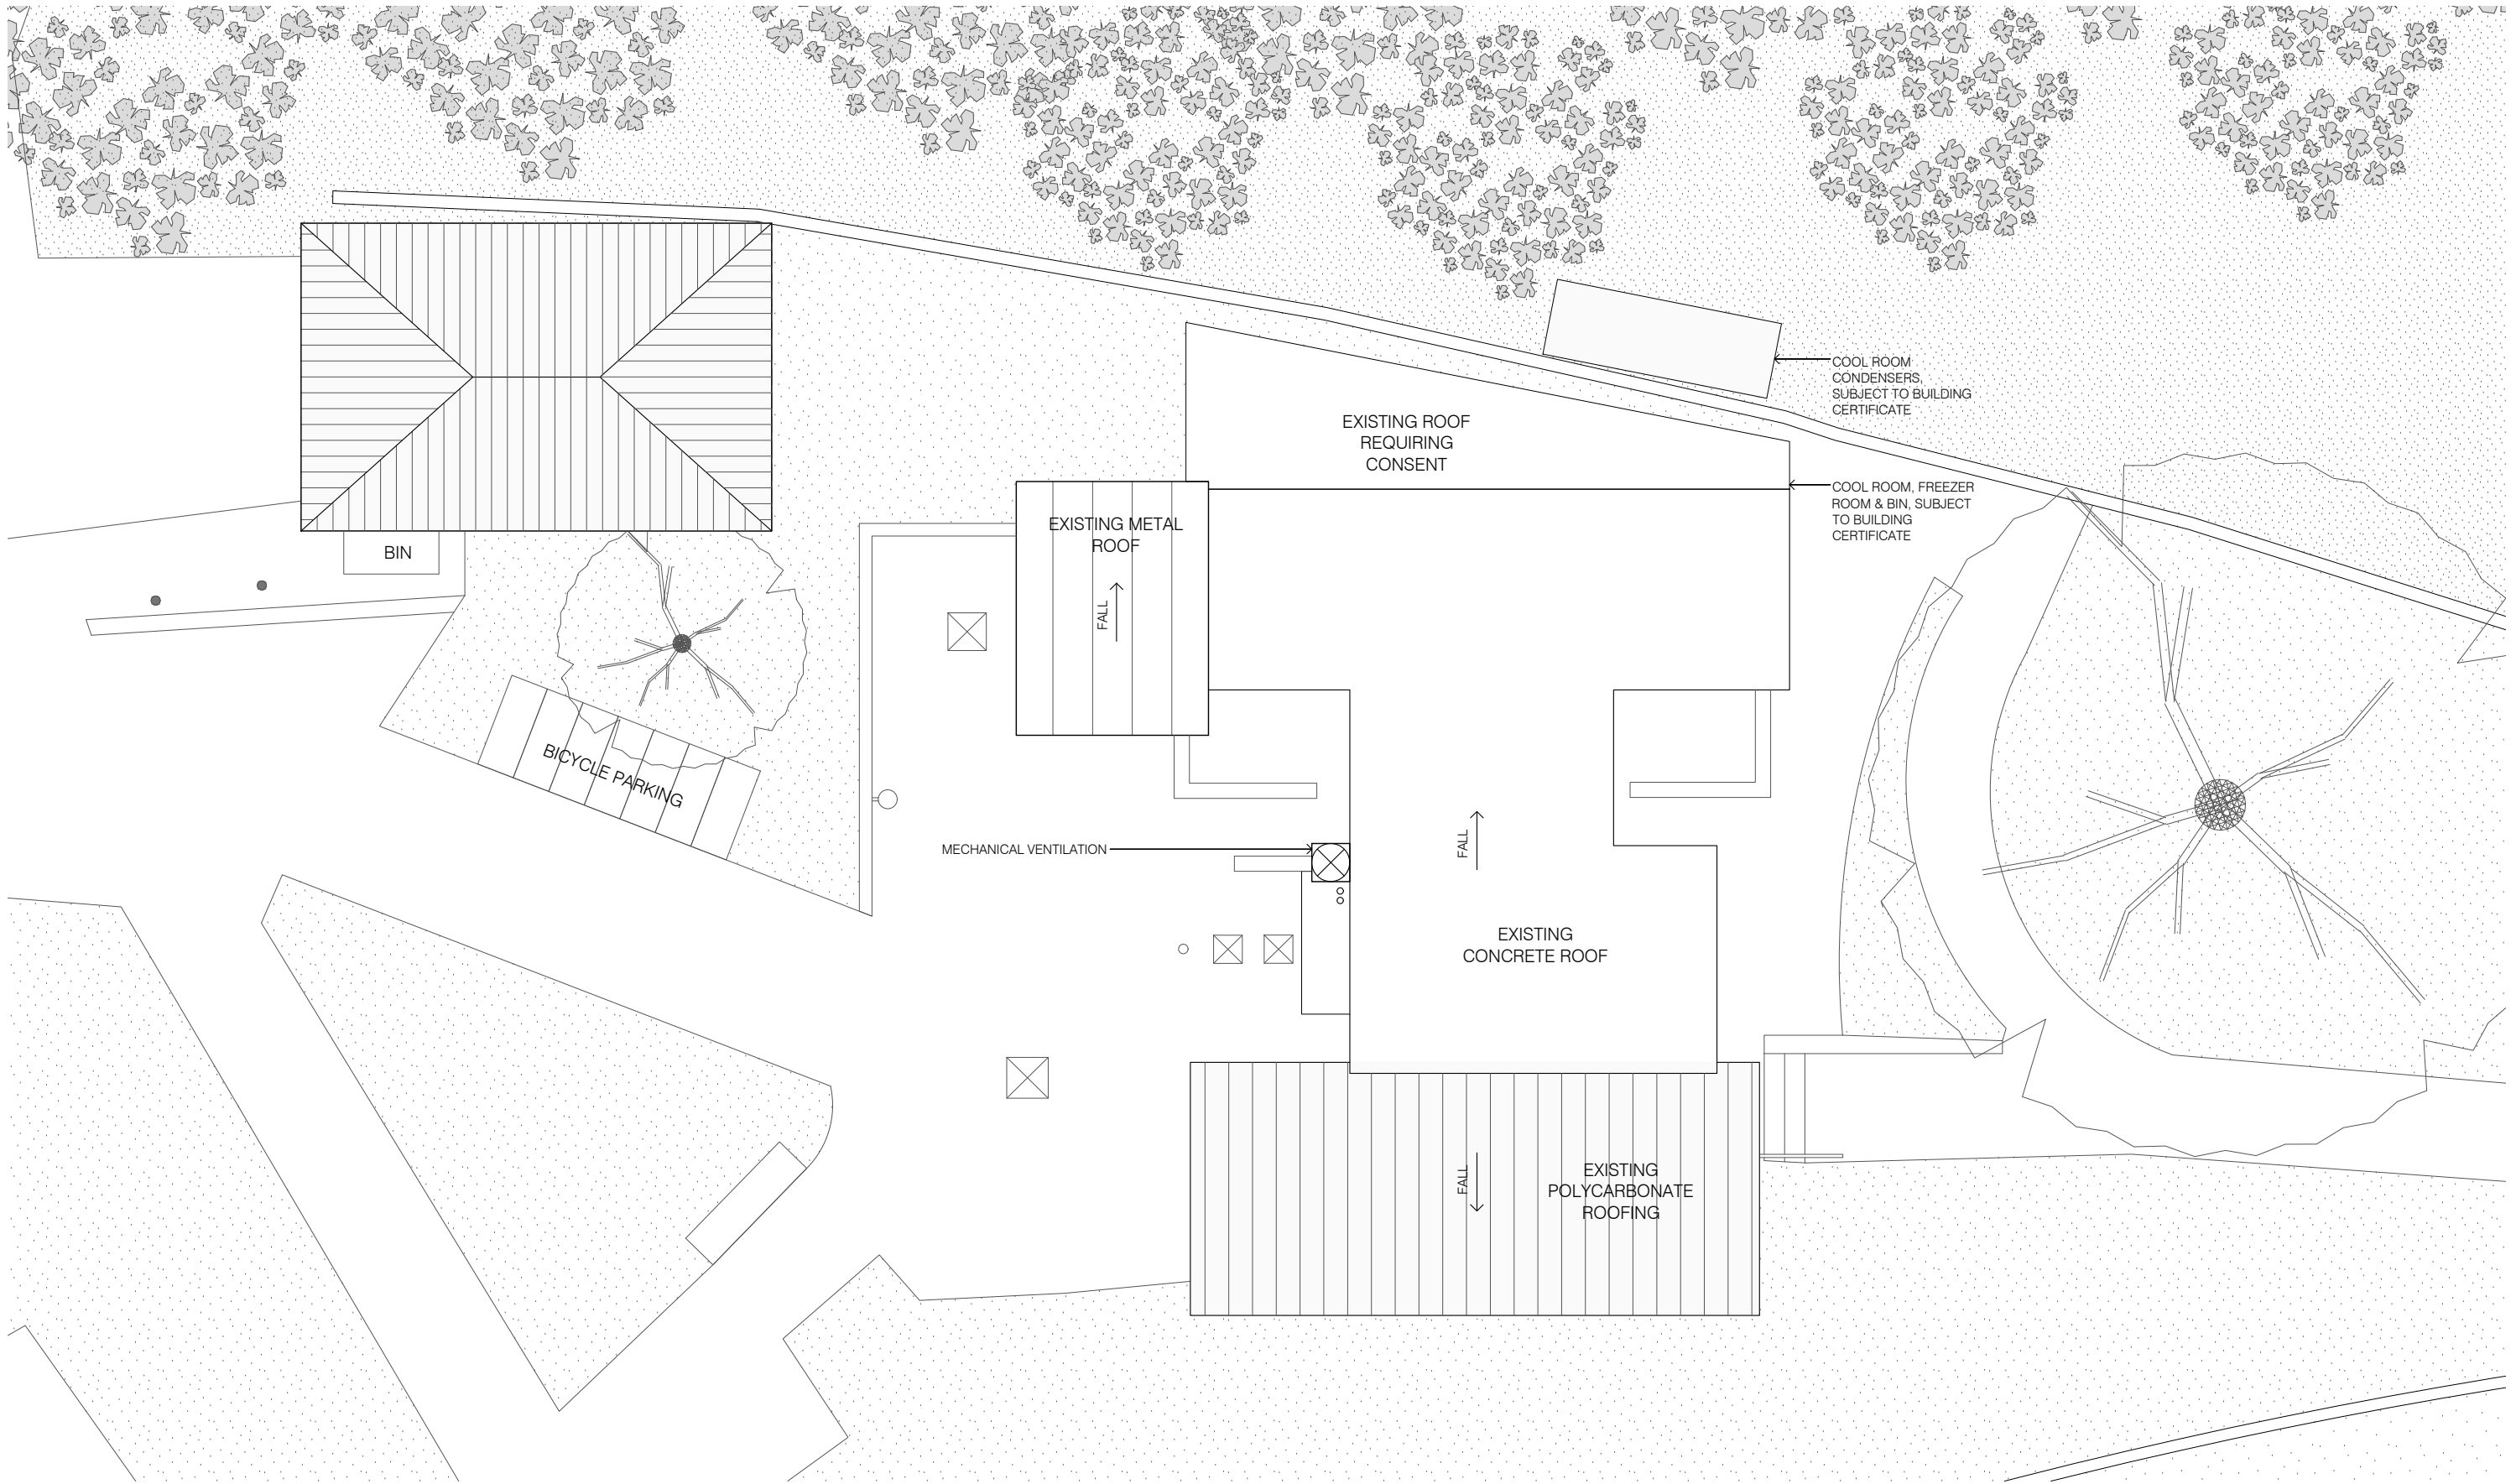 COOL ROOM
CONDENSERS,
SUBJECT TO BUILDING
CERTIFICATE
EXISTING ROOF
REQUIRING
CONSENT
COOL ROOM, FREEZER
ROOM & BIN, SUBJECT
TO BUILDING
CERTIFICATE
EXISTING METAL
ROOF
BIN
FALL
BICYCLE PARKING
MECHANICAL VENTILATION
FALL
EXISTING
CONCRETE ROOF
FALL
EXISTING
POLYCARBONATE
ROOFING